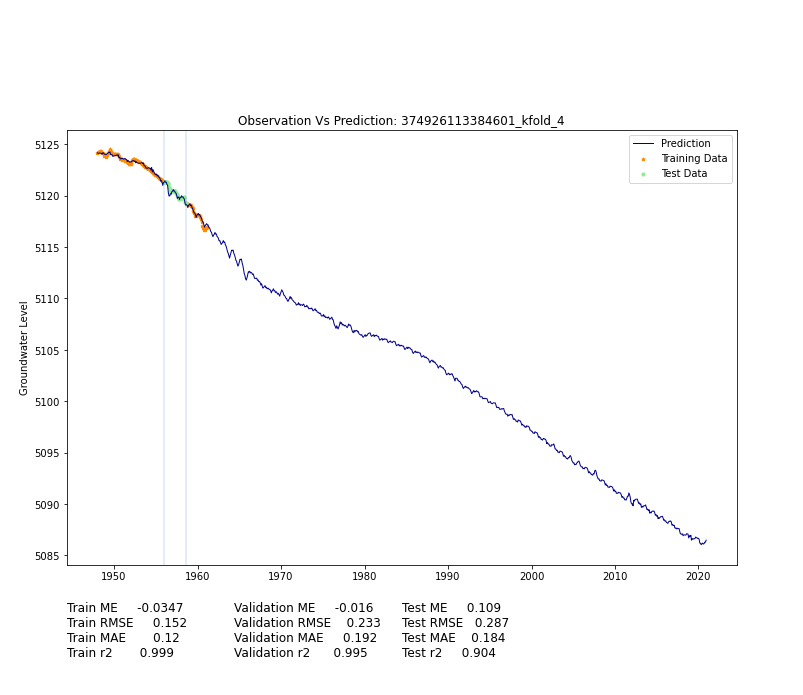 Observation Vs Prediction: 374926113384601_kfold_4
Prediction
Training Data
Test Data
Groundwater Level
5125
5120
5115
5110
5105
5100
5095
5090
5085
1950 1960 1970 1980 1990 2000 2010 2020
Train ME -0.0347 Validation ME -0.016 Test ME 0.109
Train RMSE 0.152 Validation RMSE 0.233 Test RMSE 0.287
Train MAE 0.12 Validation MAE 0.192 Test MAE 0.184
Train r2 0.999 Validation r2 0.995 Test r2 0.904